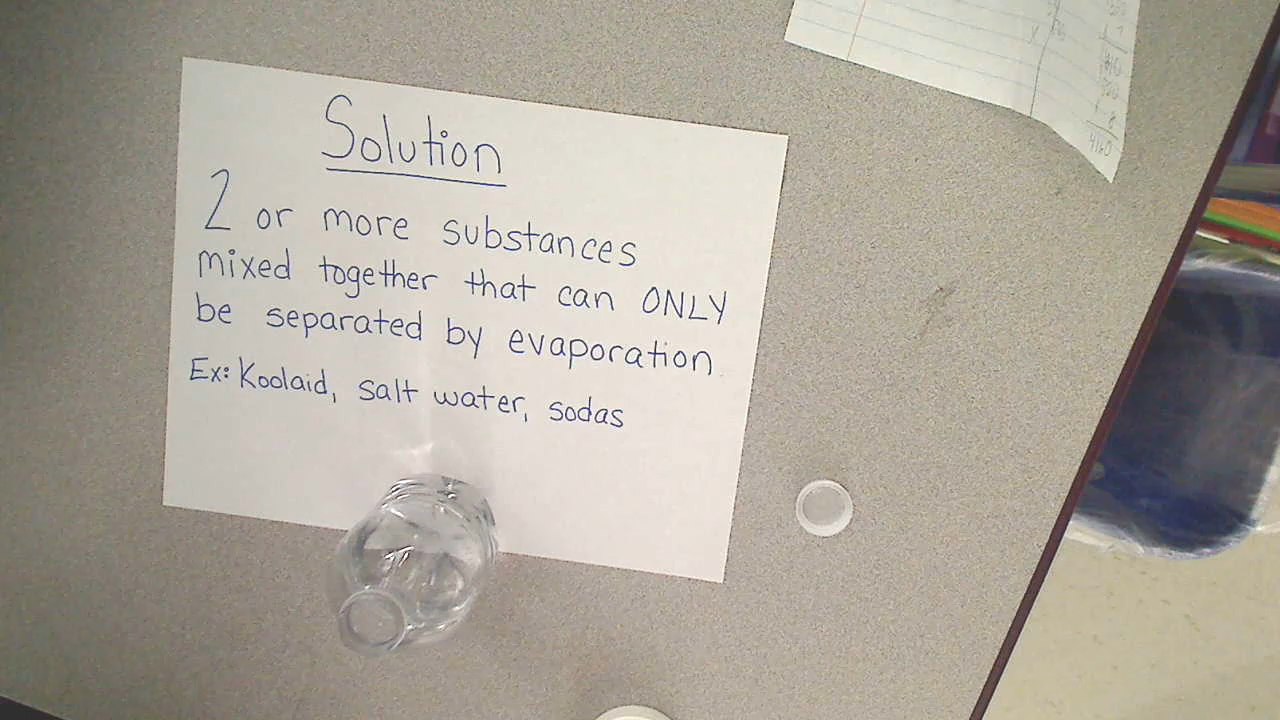 Solution
2 or more substances
mixed together that can ONLY
be separated by evaporation.
Ex: Koolaid, salt water, sodas
4160